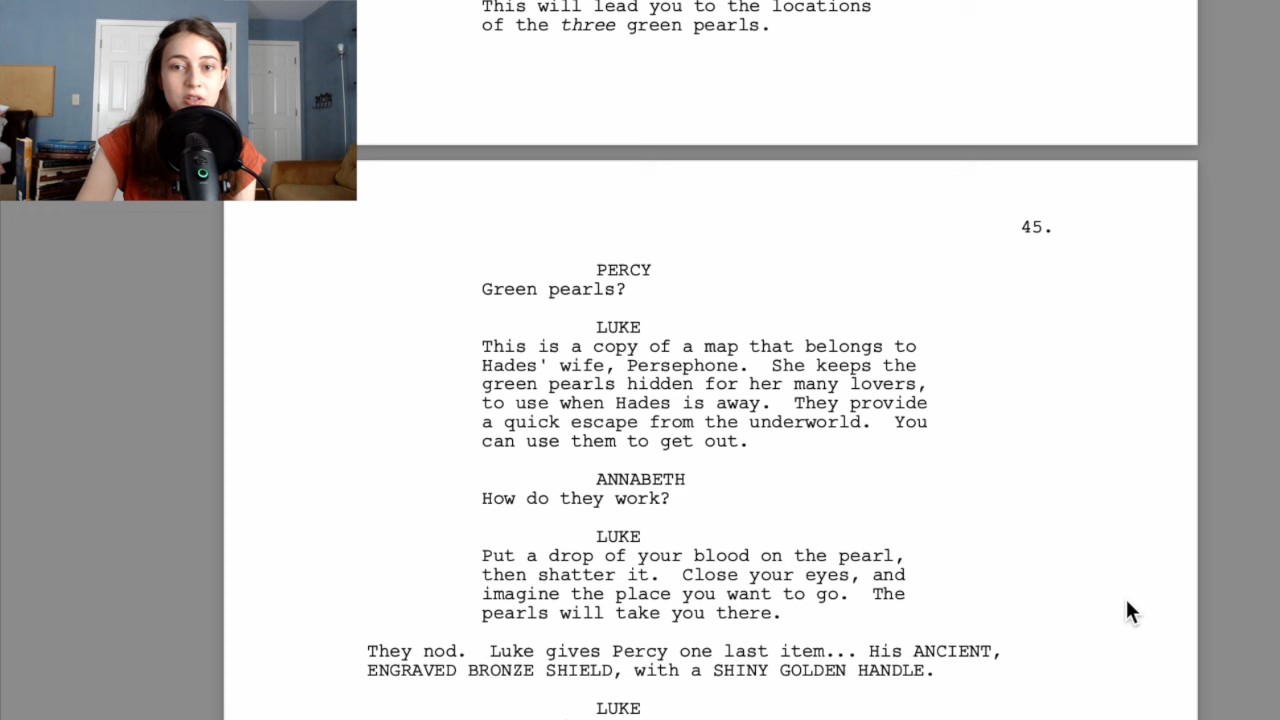 This will lead you to the locations
of the three green pearls.
45.
PERCY
Green pearls?
LUKE
This is a copy of a map that belongs to
Hades' wife, Persephone.  She keeps the
green pearls hidden for her many lovers,
to use when Hades is away.  They provide
a quick escape from the underworld.  You
can use them to get out.
ANNABETH
How do they work?
LUKE
Put a drop of your blood on the pearl,
then shatter it.  Close your eyes, and
imagine the place you want to go.  The
pearls will take you there.
They nod.  Luke gives Percy one last item... His ANCIENT,
ENGRAVED BRONZE SHIELD, with a SHINY GOLDEN HANDLE.
LUKE